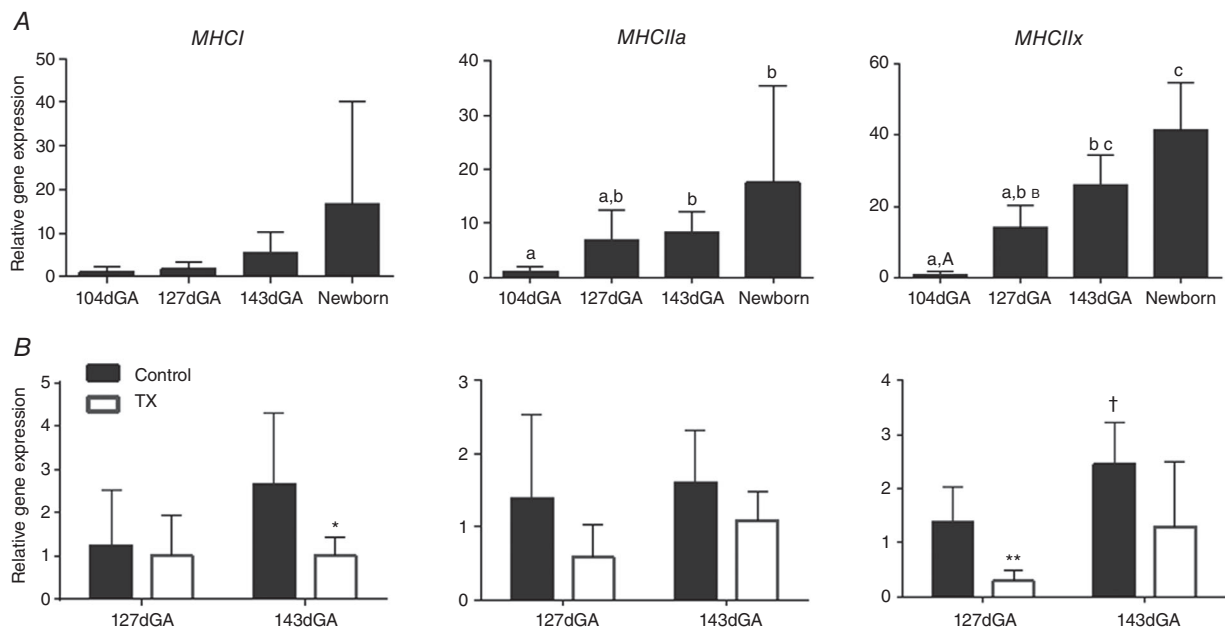 A
MHCI
MHCIIa
MHCIIx
Relative gene expression
50
40
30
20
10
0
104dGA 127dGA 143dGA Newborn
40
30
20
10
0
a
a,b
b
b
104dGA 127dGA 143dGA Newborn
60
40
20
0
a,A
a,b B
b c
c
104dGA 127dGA 143dGA Newborn
B
Control
TX
Relative gene expression
5
4
3
2
1
0
*
127dGA 143dGA
3
2
1
0
127dGA 143dGA
4
3
2
1
0
**
†
127dGA 143dGA